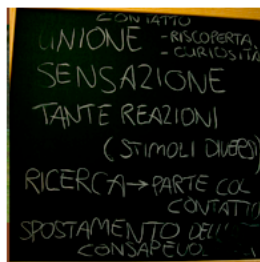 CONTATTO
UNIONE - RISCOPERTA
- CURIOSITÀ
SENSAZIONE
TANTE REAZIONI
(STIMOLI DIVERSI)
RICERCA → PARTE COL
CONTATTO
SPOSTAMENTO